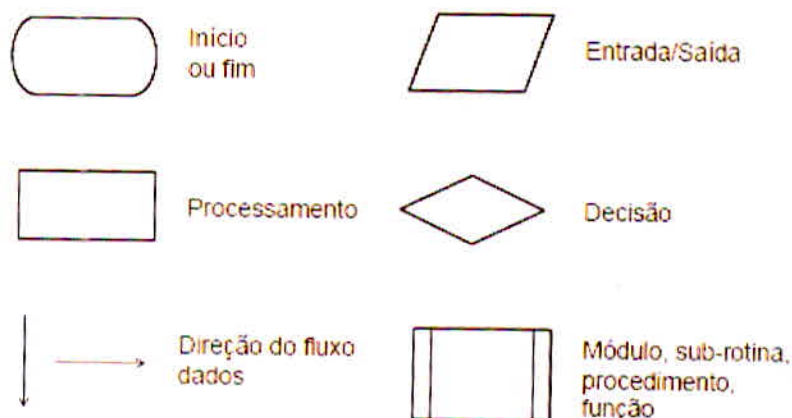 Início
ou fim
Entrada/Saída
Processamento
Decisão
Direção do fluxo
dados
Módulo, sub-rotina,
procedimento,
função